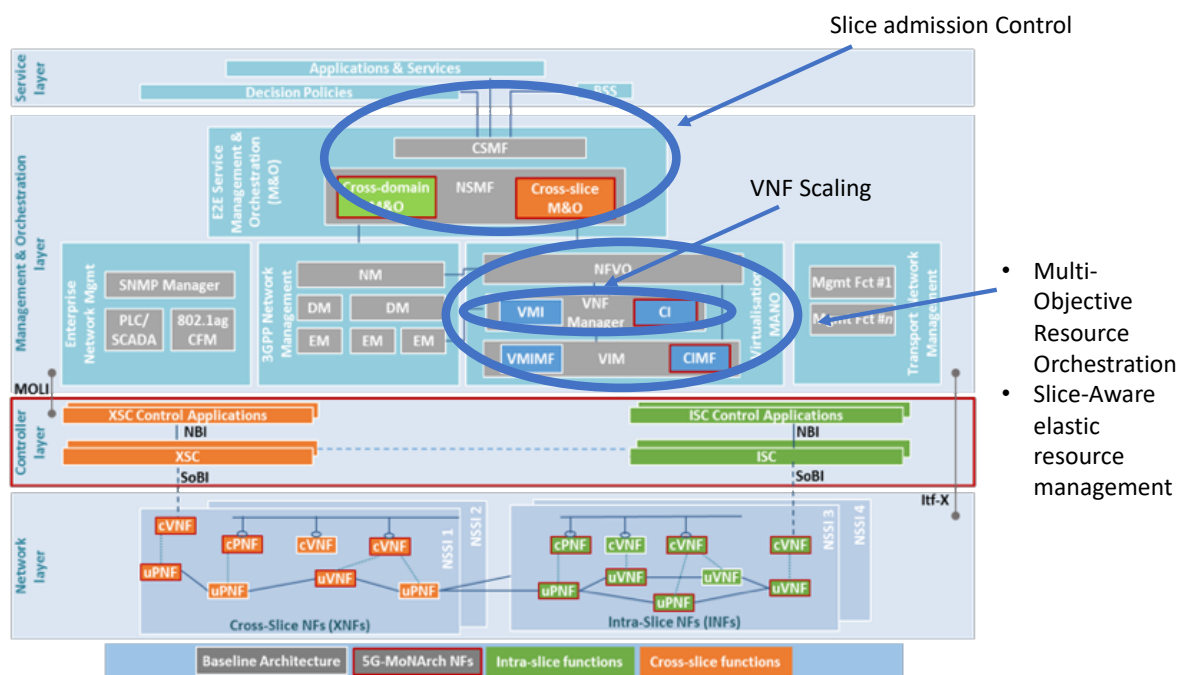 Slice admission Control
Service
layer
Applications & Services
Decision Policies
BSS
Management & Orchestration
layer
E2E Service
Management &
Orchestration
(M&O)
CSMF
Cross-domain
M&O
NSMF
Cross-slice
M&O
VNF Scaling
Enterprise
Network Mgmt
SNMP Manager
PLC/
SCADA
802.1ag
CFM
3GPP Network
Management
NM
DM
DM
EM
EM
EM
NFVO
VMI
VNF
Manager
CI
VMIMF
VIM
CIMF
Virtualisation
MANO
Mgmt Fct #1
Mgmt Fct #n
Transport Network
Management
• Multi-
Objective
Resource
Orchestration
• Slice-Aware
elastic
resource
management
MOLI
Controller
layer
XSC Control Applications
NBI
XSC
SoBI
ISC Control Applications
NBI
ISC
SoBI
Itf-X
Network
layer
cVNF
cPNF
cVNF
cVNF
uPNF
uPNF
uVNF
uPNF
NSSI 1
NSSI 2
Cross-Slice NFs (XNFs)
cPNF
cVNF
cVNF
cVNF
uPNF
uVNF
uVNF
uPNF
uVNF
NSSI 3
NSSI 4
Intra-Slice NFs (INFs)
Baseline Architecture
5G-MoNArch NFs
Intra-slice functions
Cross-slice functions